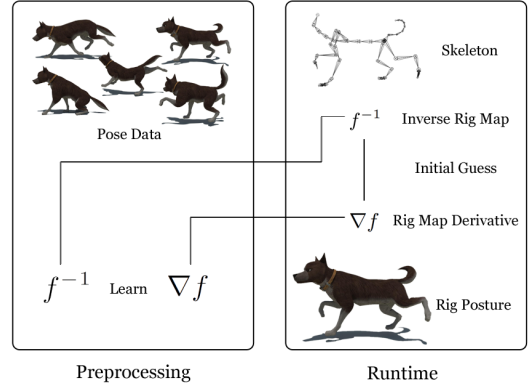 Pose Data
f⁻¹ Learn ∇f
Preprocessing
Skeleton
f⁻¹ Inverse Rig Map
Initial Guess
∇f Rig Map Derivative
Rig Posture
Runtime